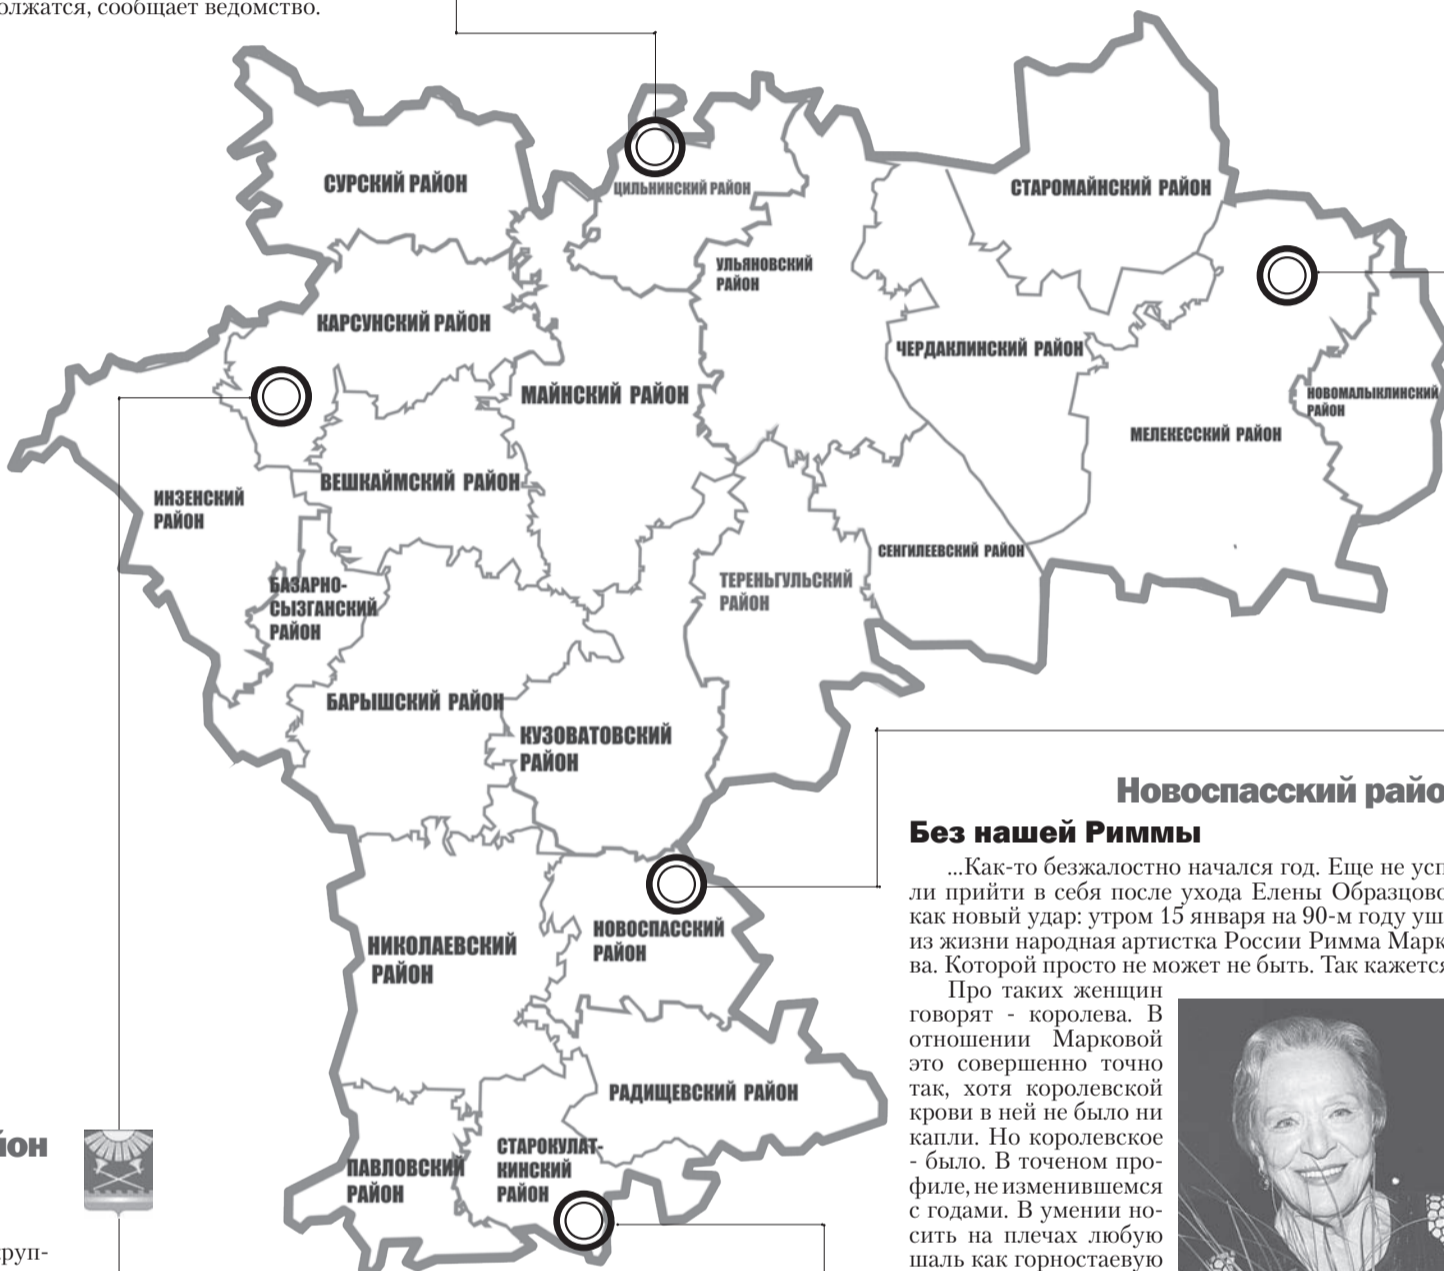 олжатся, сообщает ведомство.
СУРСКИЙ РАЙОН
ЦИЛЬНИНСКИЙ РАЙОН
СТАРОМАЙНСКИЙ РАЙОН
УЛЬЯНОВСКИЙ
РАЙОН
КАРСУНСКИЙ РАЙОН
ЧЕРДАКЛИНСКИЙ РАЙОН
МАЙНСКИЙ РАЙОН
НОВОМАЛЫКЛИНСКИЙ
РАЙОН
МЕЛЕКЕССКИЙ РАЙОН
ВЕШКАЙМСКИЙ РАЙОН
ИНЗЕНСКИЙ
РАЙОН
СЕНГИЛЕЕВСКИЙ РАЙОН
ТЕРЕНЬГУЛЬСКИЙ
РАЙОН
БАЗАРНО-
СЫЗГАНСКИЙ
РАЙОН
БАРЫШСКИЙ РАЙОН
КУЗОВАТОВСКИЙ
РАЙОН
НОВОСПАССКИЙ
РАЙОН
НИКОЛАЕВСКИЙ
РАЙОН
РАДИЩЕВСКИЙ РАЙОН
СТАРОКУЛАТ-
КИНСКИЙ
РАЙОН
ПАВЛОВСКИЙ
РАЙОН
йон
круп-
Новоспасский райо
Без нашей Риммы
...Как-то безжалостно начался год. Еще не усп
ли прийти в себя после ухода Елены Образцово
как новый удар: утром 15 января на 90-м году уш
из жизни народная артистка России Римма Марк
ва. Которой просто не может не быть. Так кажется
Про таких женщин
говорят - королева. В
отношении Марковой
это совершенно точно
так, хотя королевской
крови в ней не было ни
капли. Но королевское
- было. В точеном про-
филе, не изменившемся
с годами. В умении но-
сить на плечах любую
шаль как горностаевую